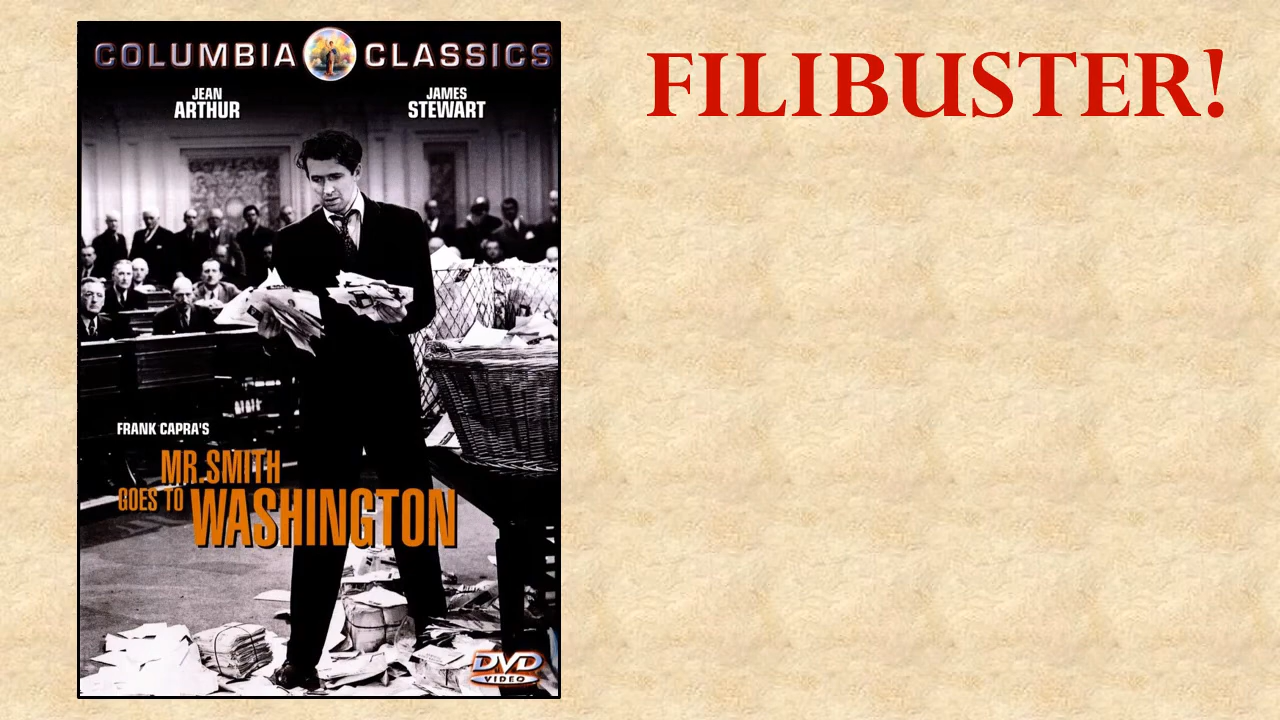 COLUMBIA CLASSICS
JEAN
ARTHUR
JAMES
STEWART
FRANK CAPRA'S
MR. SMITH
GOES TO WASHINGTON
DVD
VIDEO
FILIBUSTER!